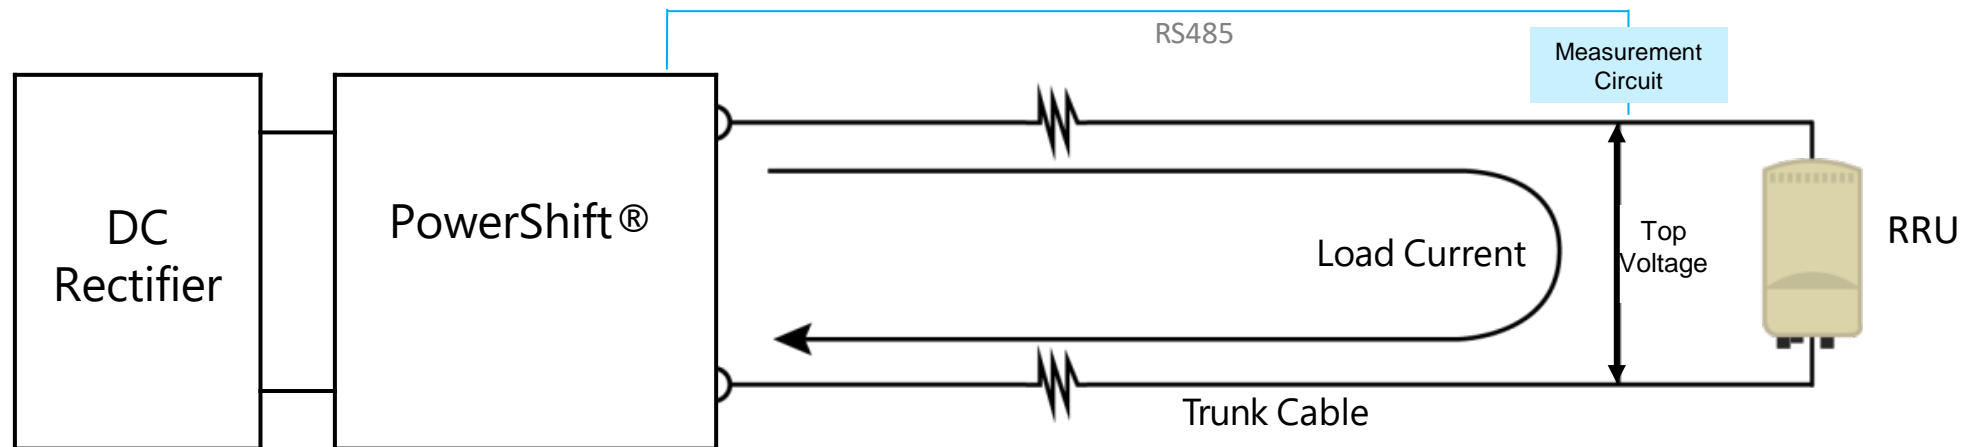 RS485
Measurement
Circuit
DC
Rectifier
PowerShift®
Load Current
Top
Voltage
RRU
Trunk Cable